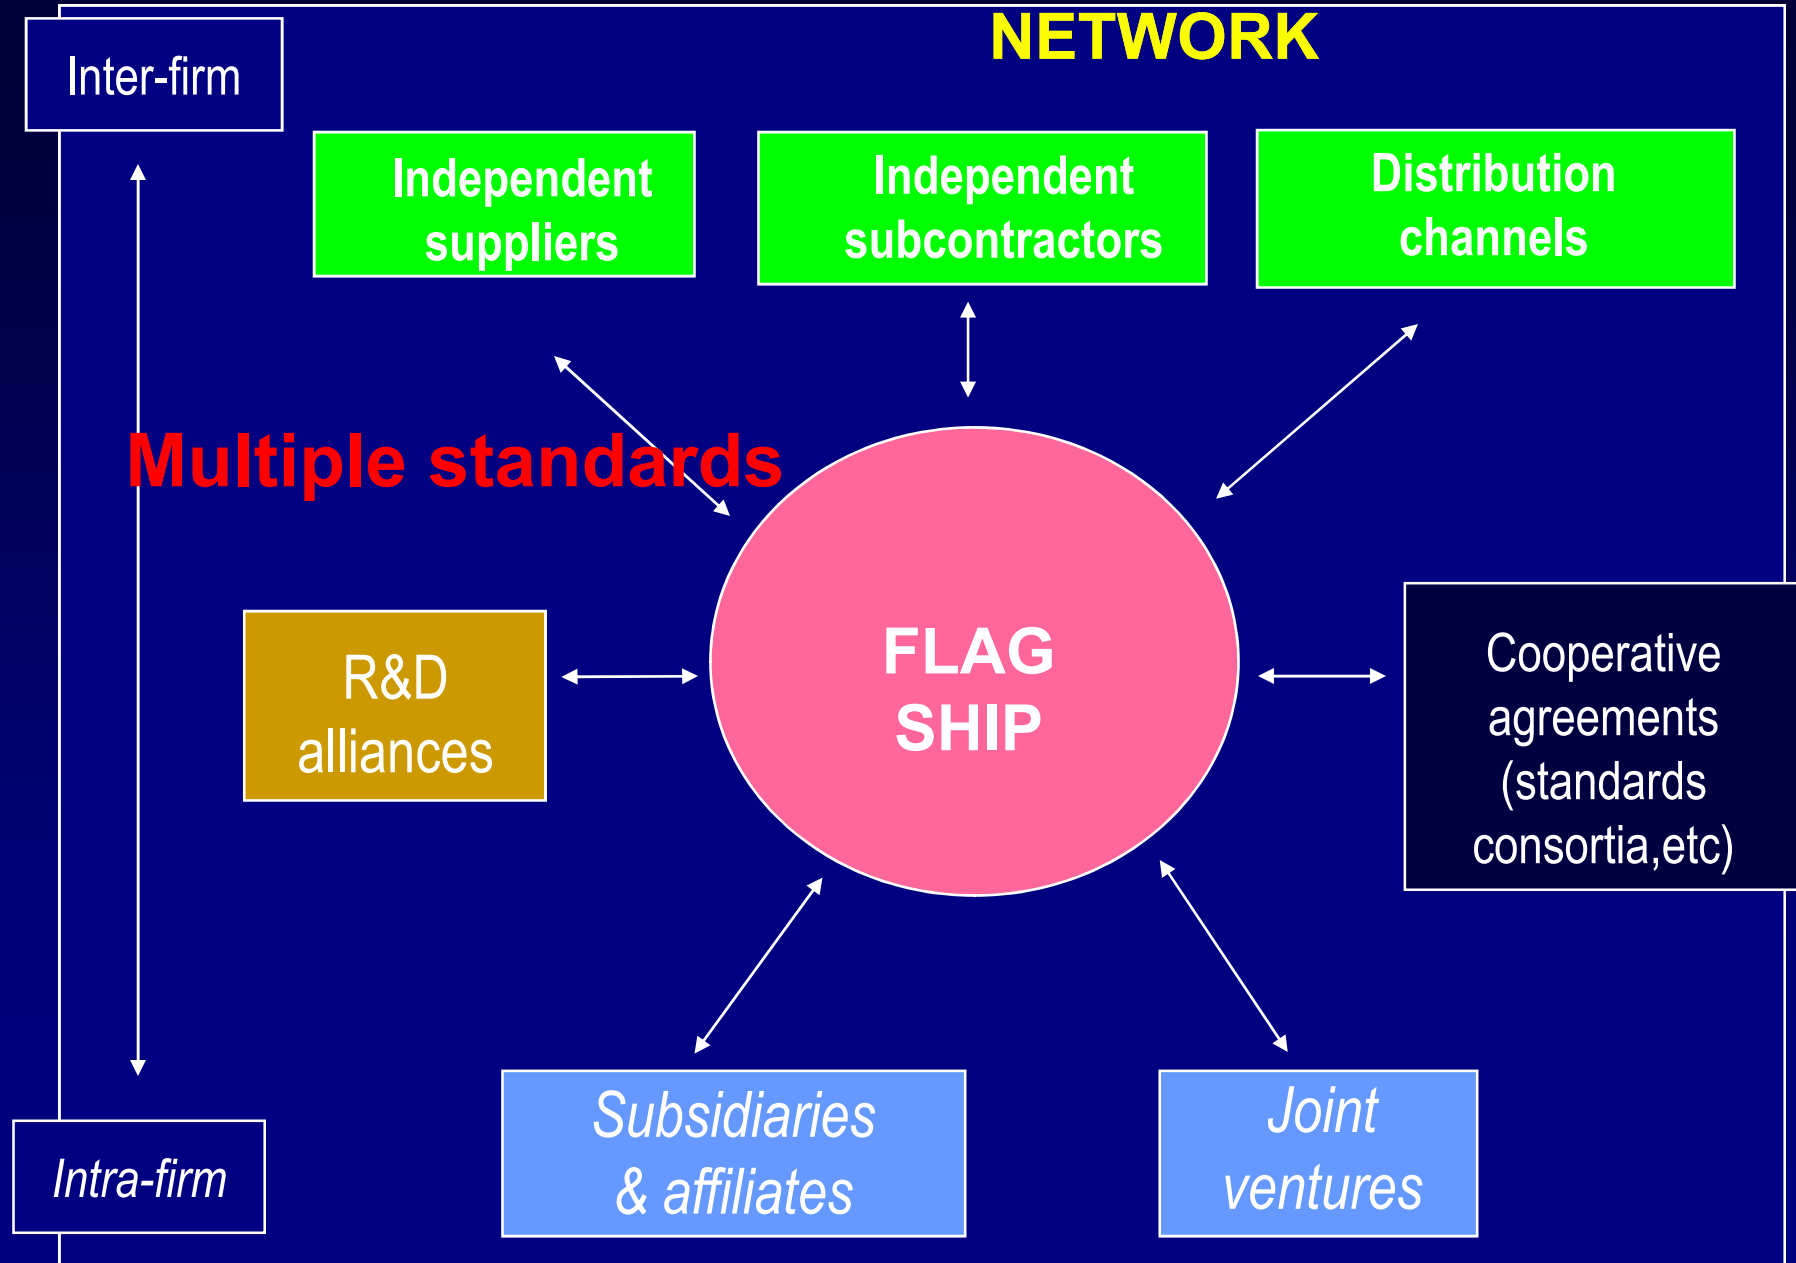 NETWORK
Inter-firm
Independent
suppliers
Independent
subcontractors
Distribution
channels
Multiple standards
R&D
alliances
FLAG
SHIP
Cooperative
agreements
(standards
consortia,etc)
Intra-firm
Subsidiaries
& affiliates
Joint
ventures